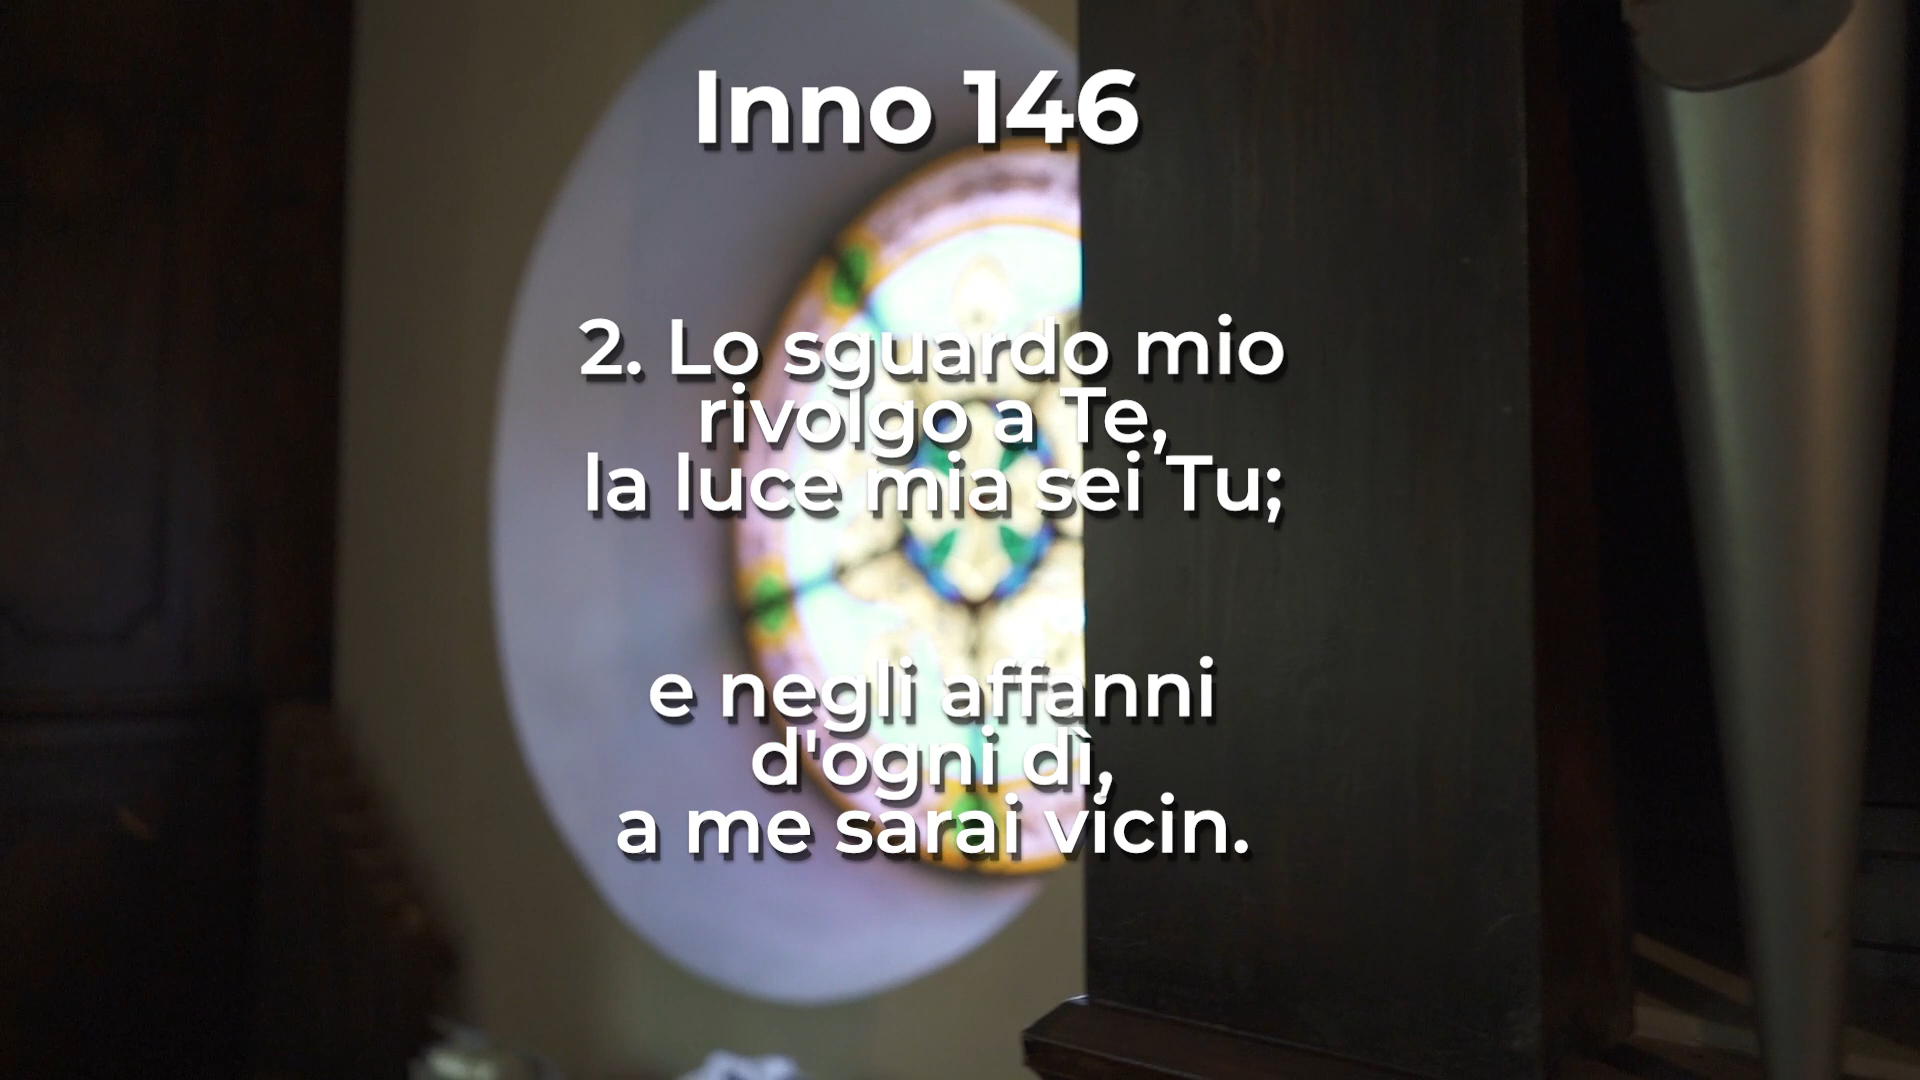 Inno 146
2. Lo sguardo mio
rivolgo a Te,
la luce mia sei Tu;
e negli affanni
d'ogni dì,
a me sarai vicin.